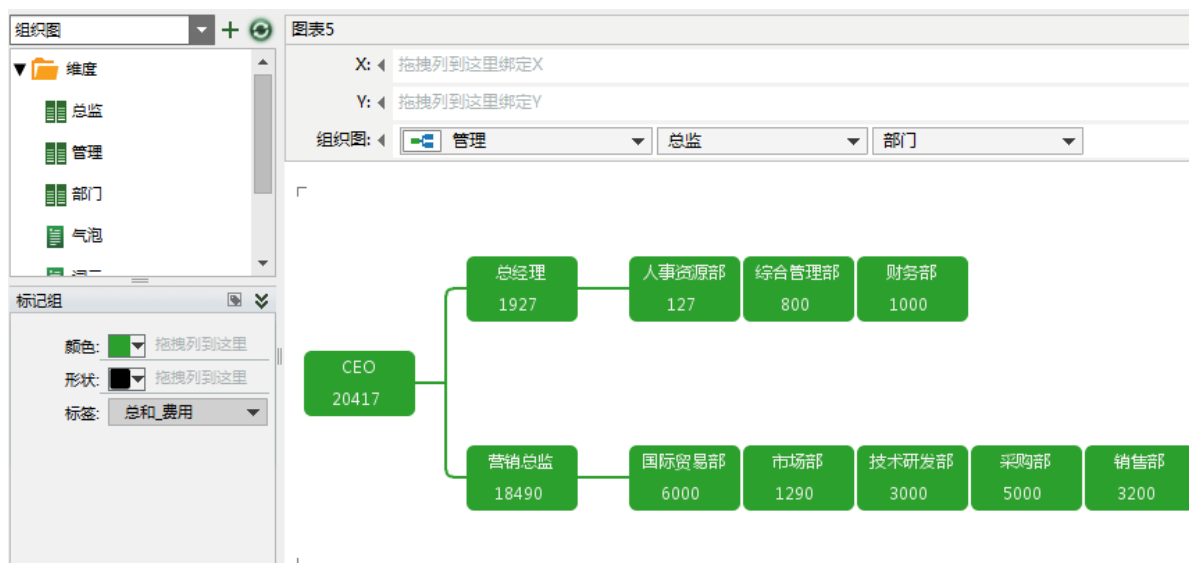 组织图
图表5
维度
总监
管理
部门
气泡
标记组
颜色: 拖拽列到这里
形状: 拖拽列到这里
标签: 总和_费用
X: 拖拽列到这里绑定X
Y: 拖拽列到这里绑定Y
组织图: 管理 总监 部门
总经理 人事资源部 综合管理部 财务部
1927 127 800 1000
CEO
20417
营销总监 国际贸易部 市场部 技术研发部 采购部 销售部
18490 6000 1290 3000 5000 3200